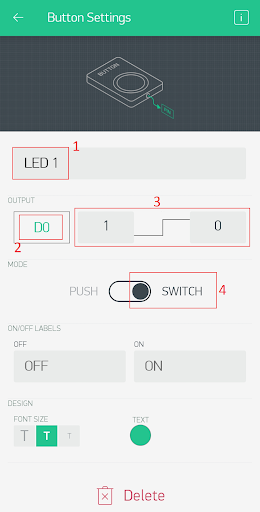 Button Settings
i
BUTTON
PIN
1
LED 1
3
OUTPUT
D0 1 0
2
MODE
PUSH SWITCH 4
ON/OFF LABELS
OFF ON
OFF ON
DESIGN
FONT SIZE TEXT
T T T
Delete